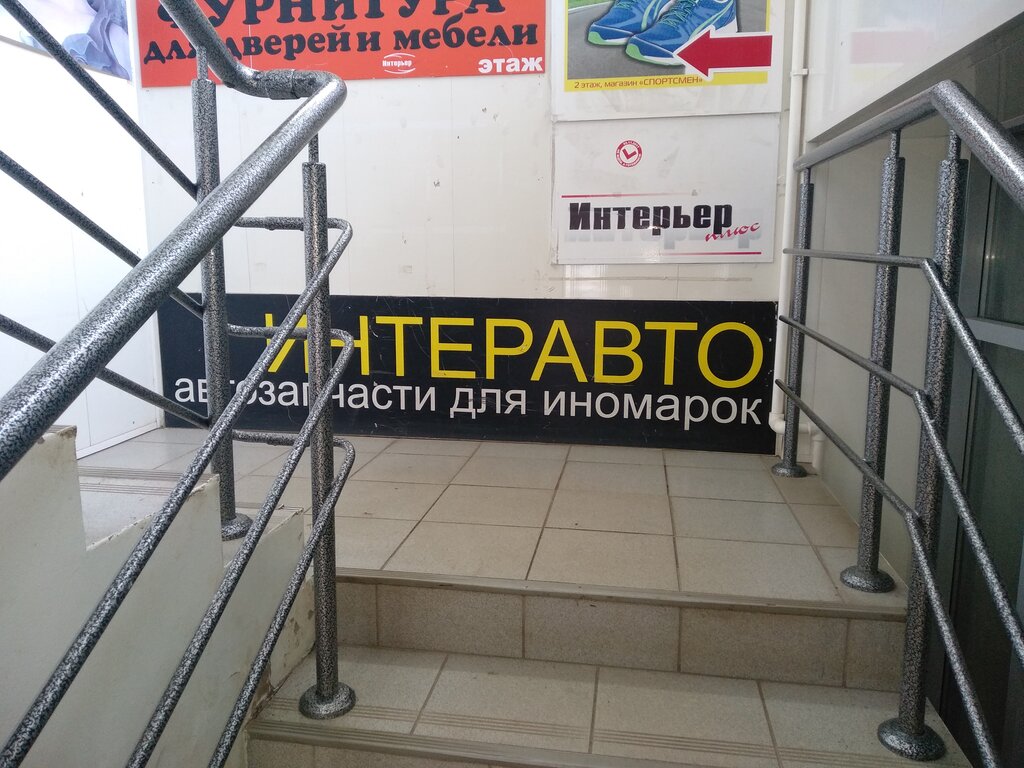 ФУРНИТУРА
для дверей и мебели
Интерьер
этаж
2 этаж, магазин «СПОРТСМЕН»
Интерьер
плюс
ИНТЕРАВТО
автозапчасти для иномарок